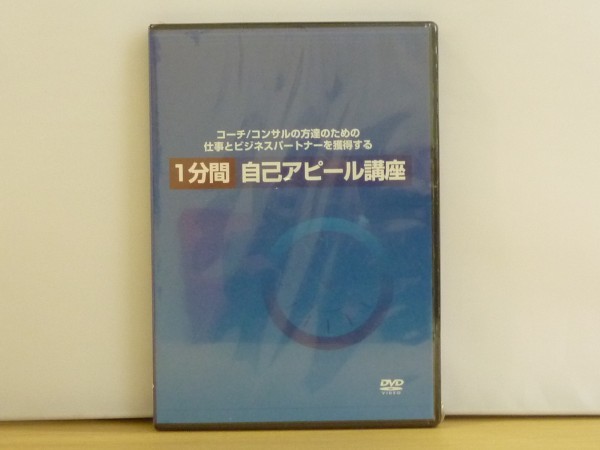 コーチ/コンサルの方達のための
仕事とビジネスパートナーを獲得する
1分間 自己アピール講座
DVD
VIDEO